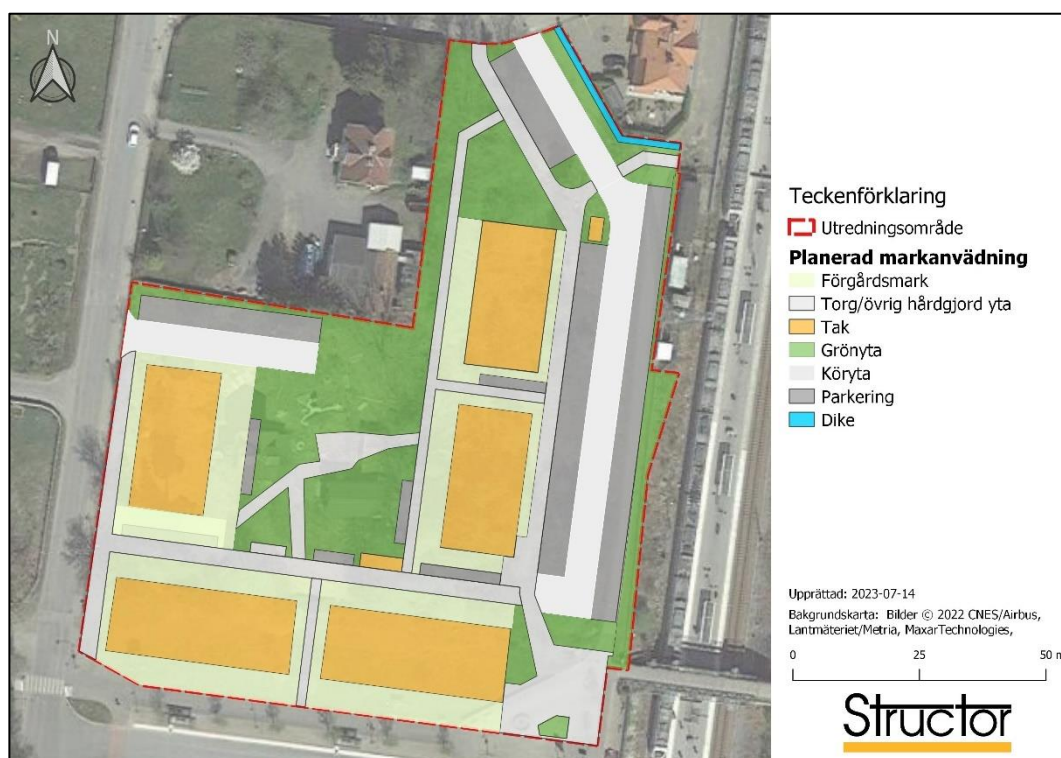 N
Teckenförklaring
Utredningsområde
Planerad markanvädning
Förgårdsmark
Torg/övrig hårdgjord yta
Tak
Grönyta
Köryta
Parkering
Dike
Upprättad: 2023-07-14
Bakgrundskarta: Bilder © 2022 CNES/Airbus,
Lantmäteriet/Metria, MaxarTechnologies,
0 25 50 m
Structor